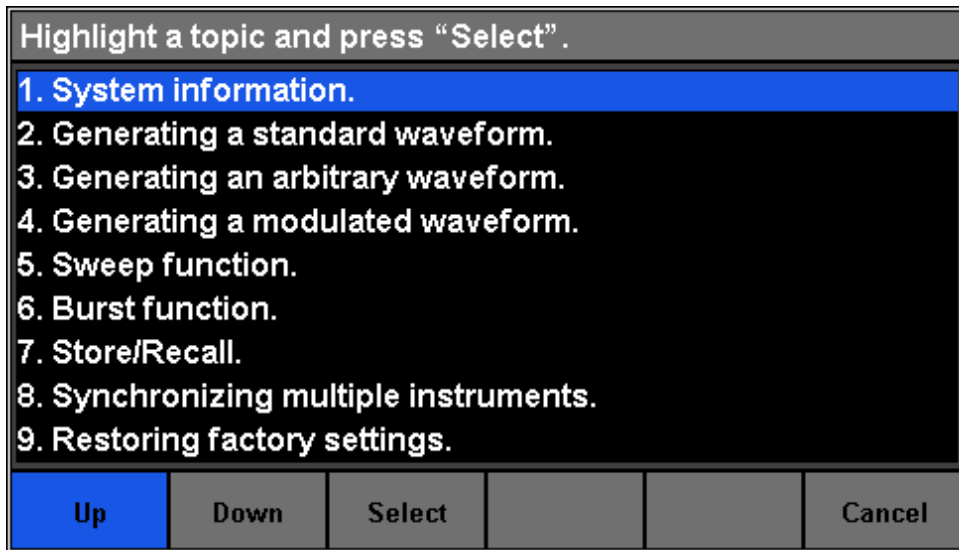 Highlight a topic and press “Select”.
1. System information.
2. Generating a standard waveform.
3. Generating an arbitrary waveform.
4. Generating a modulated waveform.
5. Sweep function.
6. Burst function.
7. Store/Recall.
8. Synchronizing multiple instruments.
9. Restoring factory settings.
Up Down Select Cancel